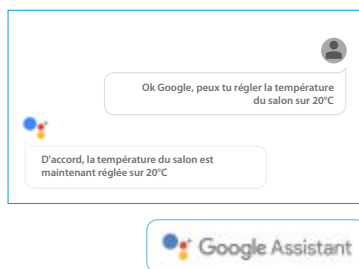 Ok Google, peux tu régler la température
du salon sur 20°C
D'accord, la température du salon est
maintenant réglée sur 20°C
Google Assistant